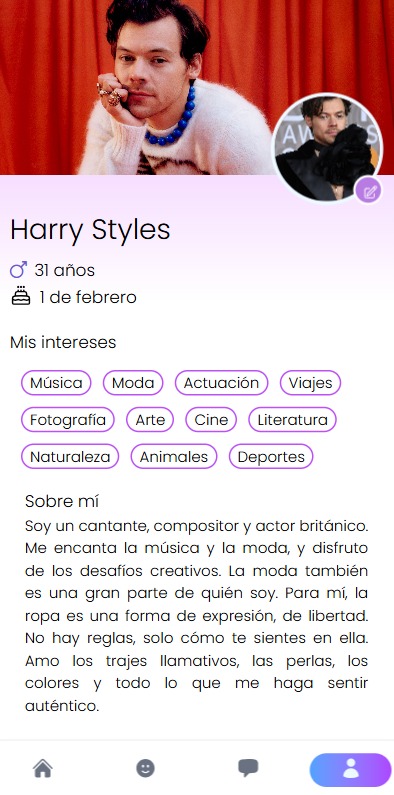 Harry Styles
31 años
1 de febrero
Mis intereses
Música Moda Actuación Viajes
Fotografía Arte Cine Literatura
Naturaleza Animales Deportes
Sobre mí
Soy un cantante, compositor y actor británico.
Me encanta la música y la moda, y disfruto
de los desafíos creativos. La moda también
es una gran parte de quién soy. Para mí, la
ropa es una forma de expresión, de libertad.
No hay reglas, solo cómo te sientes en ella.
Amo los trajes llamativos, las perlas, los
colores y todo lo que me haga sentir
auténtico.